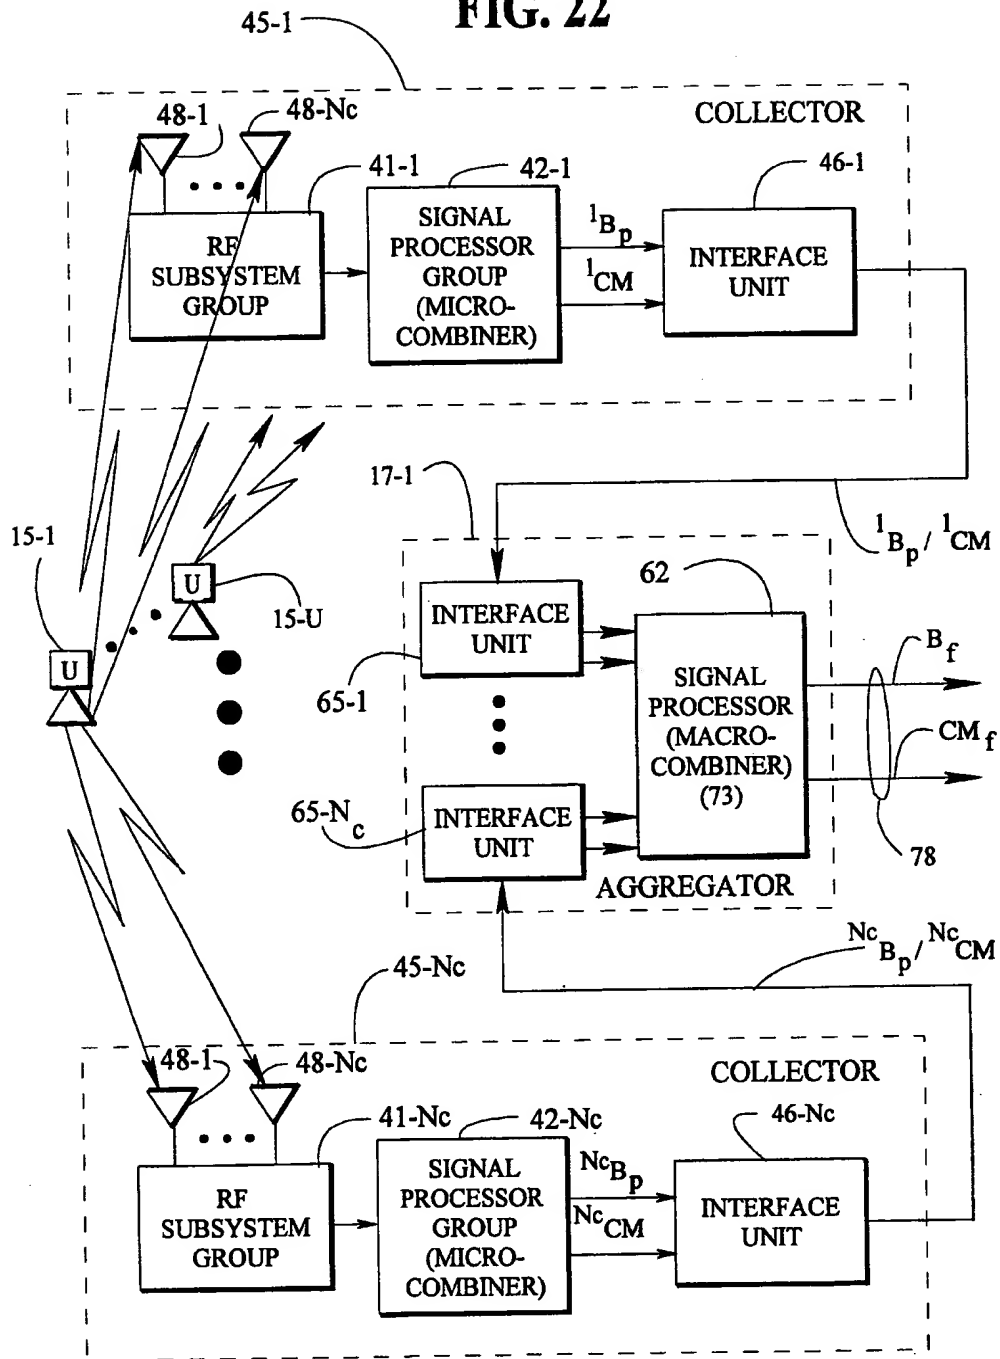 FIG. 22
45-1
COLLECTOR
48-1
48-Nc
41-1
42-1
46-1
RF
SUBSYSTEM
GROUP
SIGNAL
PROCESSOR
GROUP
(MICRO-
COMBINER)
1Bp
1CM
INTERFACE
UNIT
17-1
1Bp/ 1CM
15-1
U
U
15-U
62
INTERFACE
UNIT
65-1
SIGNAL
PROCESSOR
(MACRO-
COMBINER)
(73)
Bf
CMf
78
65-Nc
INTERFACE
UNIT
AGGREGATOR
NcBp/ NcCM
45-Nc
COLLECTOR
48-1
48-Nc
41-Nc
42-Nc
46-Nc
RF
SUBSYSTEM
GROUP
SIGNAL
PROCESSOR
GROUP
(MICRO-
COMBINER)
NcBp
NcCM
INTERFACE
UNIT